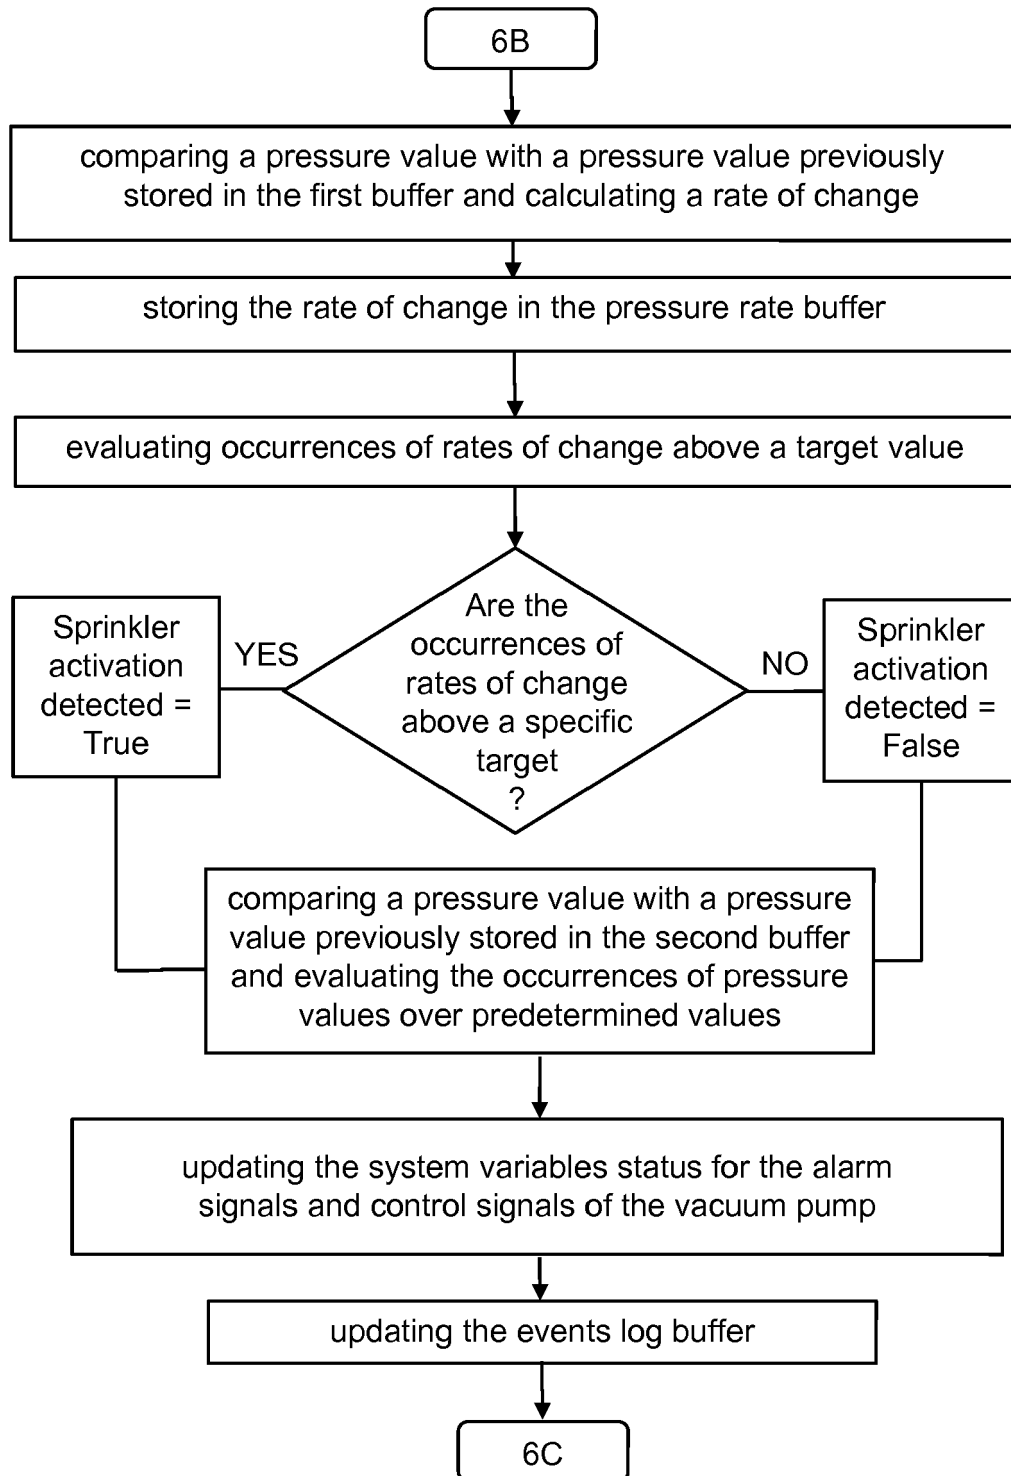 6B
comparing a pressure value with a pressure value previously
stored in the first buffer and calculating a rate of change
storing the rate of change in the pressure rate buffer
evaluating occurrences of rates of change above a target value
Are the
occurrences of
rates of change
above a specific
target
?
YES
Sprinkler
activation
detected =
True
NO
Sprinkler
activation
detected =
False
comparing a pressure value with a pressure
value previously stored in the second buffer
and evaluating the occurrences of pressure
values over predetermined values
updating the system variables status for the alarm
signals and control signals of the vacuum pump
updating the events log buffer
6C